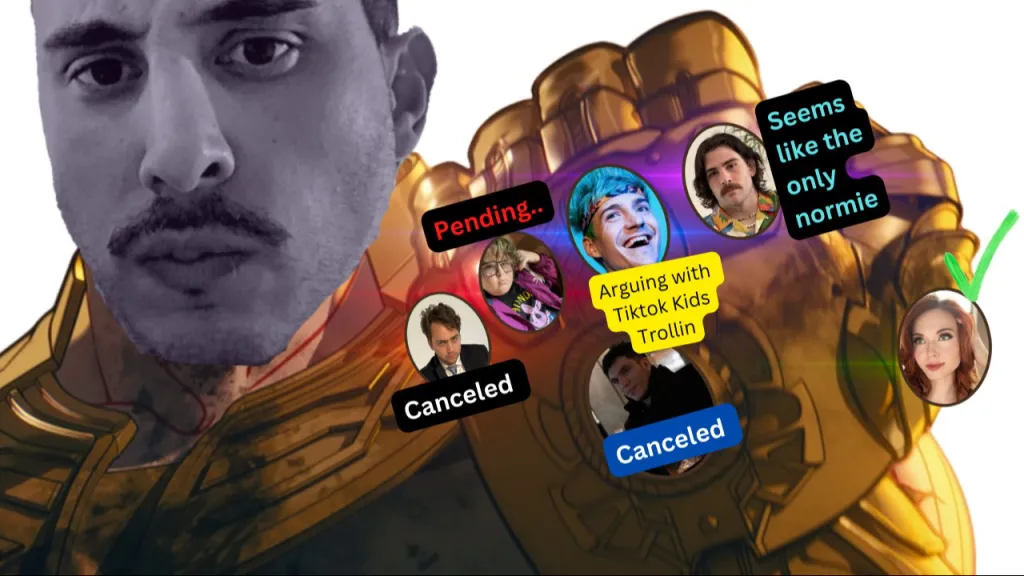 Seems
like the
only
normie
Pending..
Arguing with
Tiktok Kids
Trollin
Canceled
Canceled